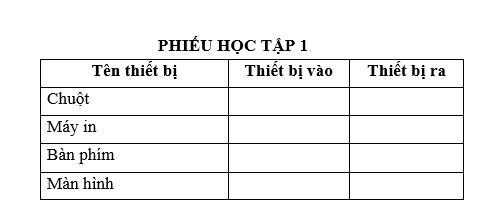 PHIẾU HỌC TẬP 1
Tên thiết bị Thiết bị vào Thiết bị ra
Chuột
Máy in
Bàn phím
Màn hình